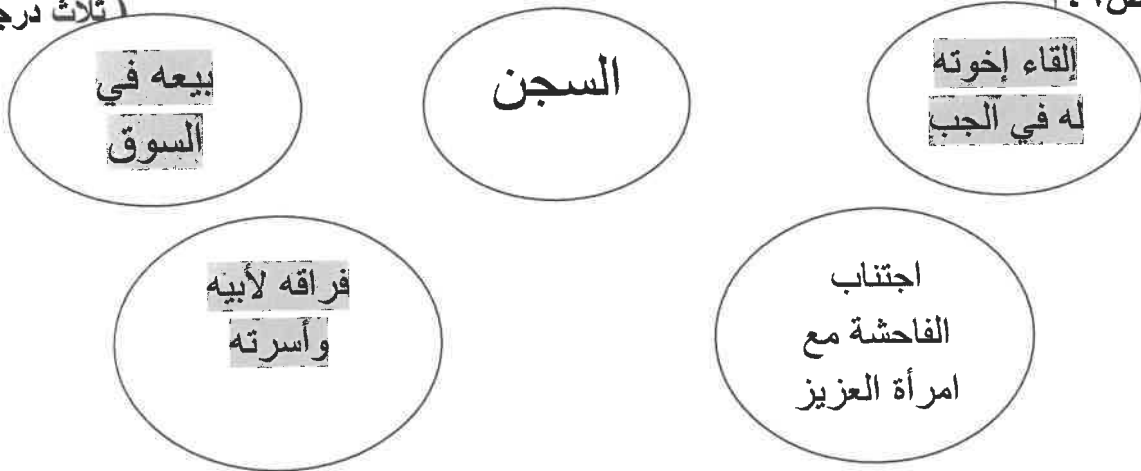 ثلاث درج
إلقاء إخوته
له في الجب
السجن
بيعه في
السوق
اجتناب
الفاحشة مع
امرأة العزيز
فراقه لأبيه
وأسرته